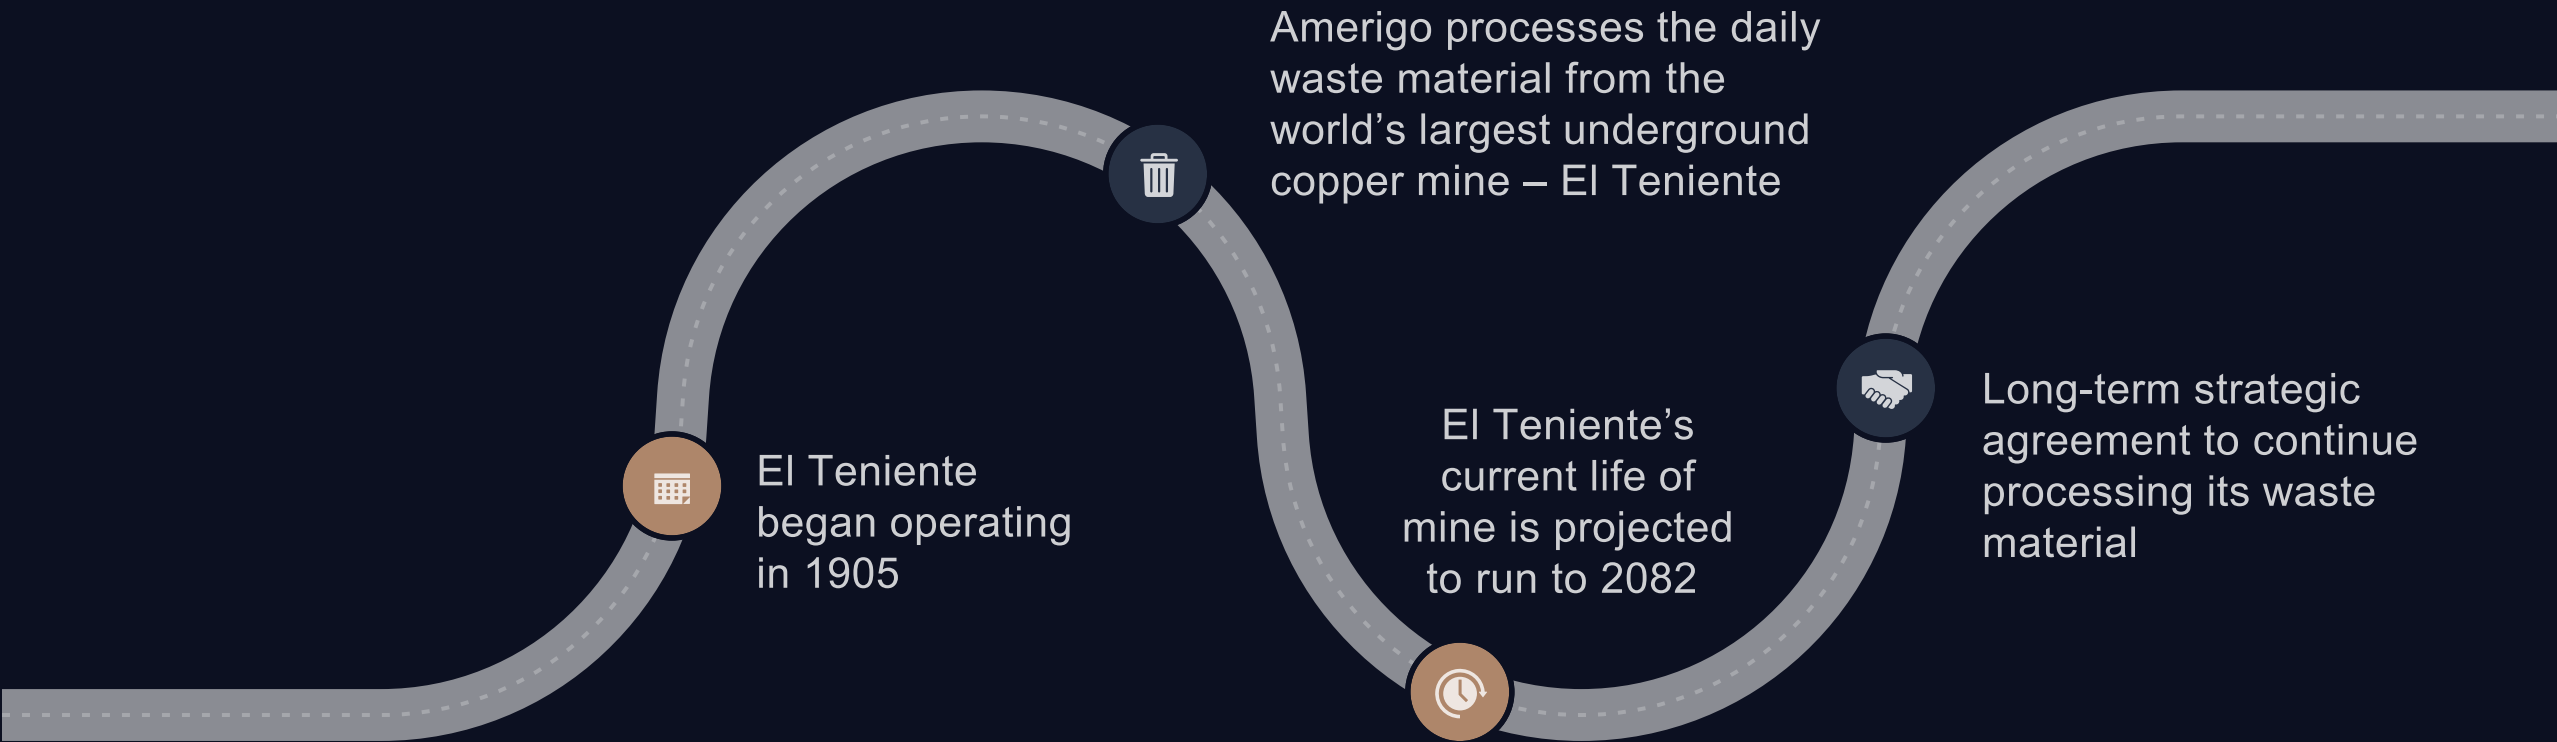 Amerigo processes the daily
waste material from the
world’s largest underground
copper mine – El Teniente
El Teniente
began operating
in 1905
El Teniente’s
current life of
mine is projected
to run to 2082
Long-term strategic
agreement to continue
processing its waste
material